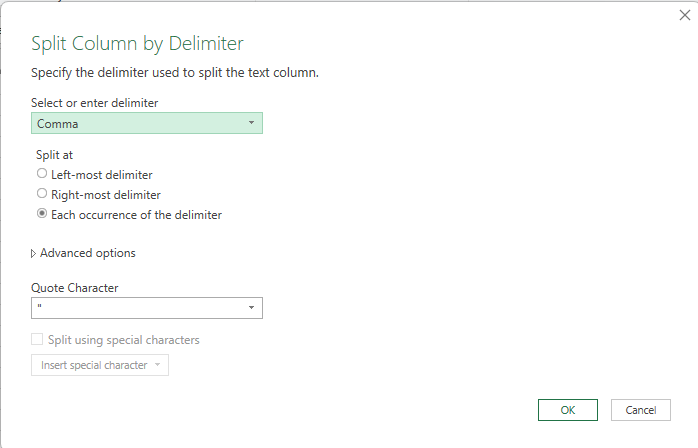 Split Column by Delimiter
Specify the delimiter used to split the text column.
Select or enter delimiter
Comma
Split at
Left-most delimiter
Right-most delimiter
Each occurrence of the delimiter
Advanced options
Quote Character
"
Split using special characters
Insert special character
OK Cancel